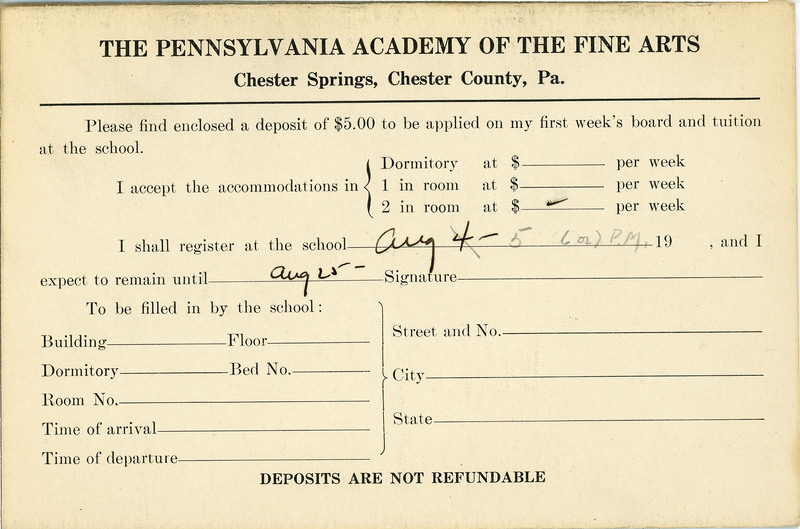 THE PENNSYLVANIA ACADEMY OF THE FINE ARTS
Chester Springs, Chester County, Pa.
Please find enclosed a deposit of $5.00 to be applied on my first week's board and tuition
at the school.
I accept the accommodations in
Dormitory at $ per week
1 in room at $ per week
2 in room at $ per week
I shall register at the school Aug 4 - 5 6 or 7 P.M. 19 , and I
expect to remain until Aug 25 - Signature
To be filled in by the school:
Building Floor
Dormitory Bed No.
Room No.
Time of arrival
Time of departure
Street and No.
City
State
DEPOSITS ARE NOT REFUNDABLE